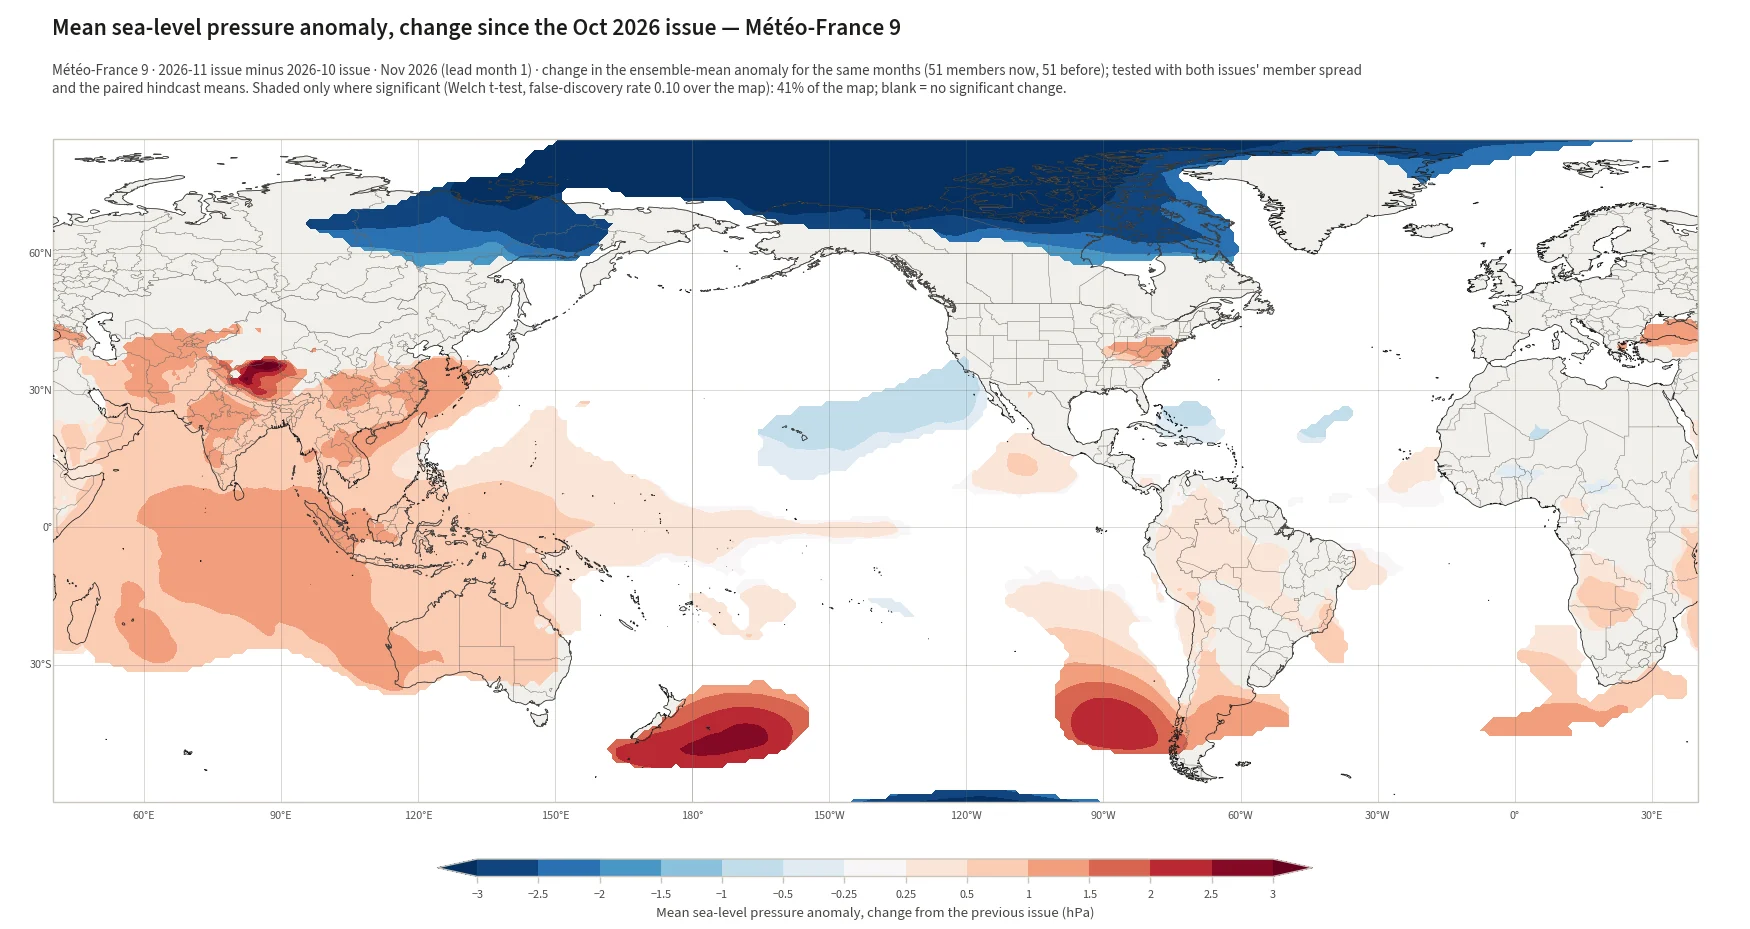 Mean sea-level pressure anomaly, change since the Oct 2026 issue — Météo-France 9
Météo-France 9 · 2026-11 issue minus 2026-10 issue · Nov 2026 (lead month 1) · change in the ensemble-mean anomaly for the same months (51 members now, 51 before); tested with both issues' member spread
and the paired hindcast means. Shaded only where significant (Welch t-test, false-discovery rate 0.10 over the map): 41% of the map; blank = no significant change.
60°N
30°N
0°
30°S
60°E 90°E 120°E 150°E 180° 150°W 120°W 90°W 60°W 30°W 0° 30°E
−3 −2.5 −2 −1.5 −1 −0.5 −0.25 0.25 0.5 1 1.5 2 2.5 3
Mean sea-level pressure anomaly, change from the previous issue (hPa)